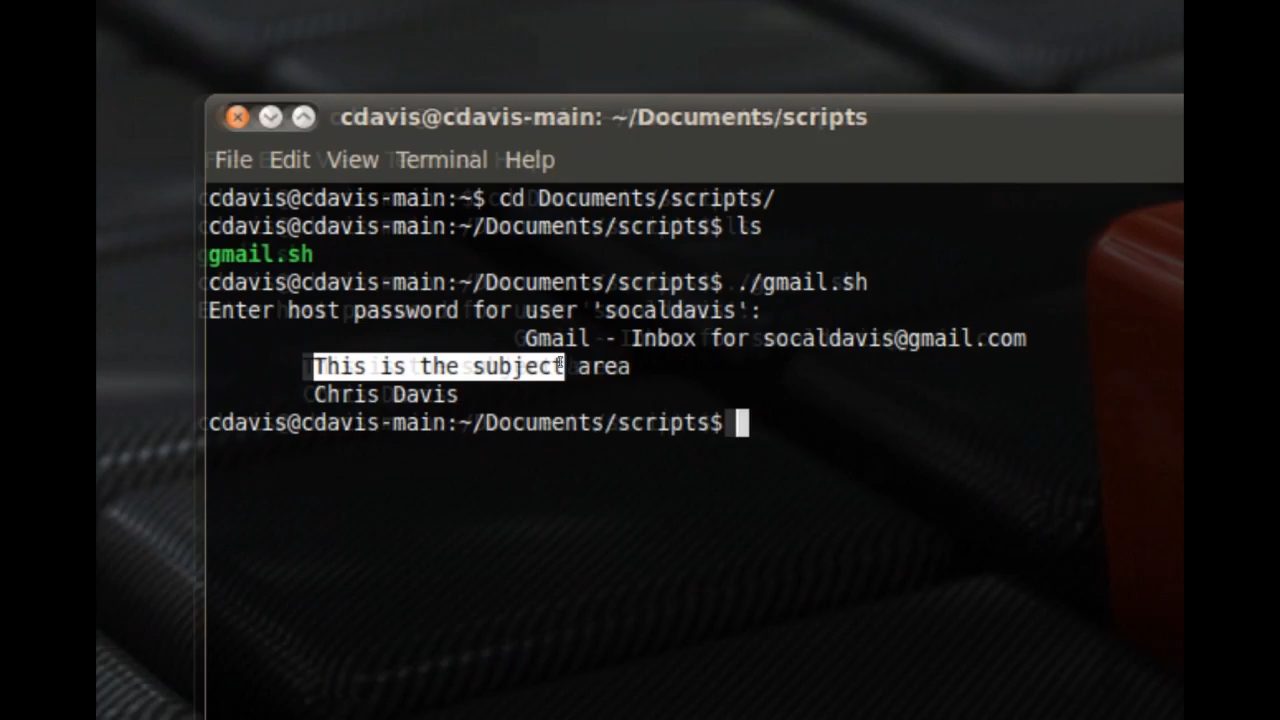 cdavis@cdavis-main: ~/Documents/scripts
File Edit View Terminal Help
cdavis@cdavis-main:~$ cd Documents/scripts/
cdavis@cdavis-main:~/Documents/scripts$ ls
gmail.sh
cdavis@cdavis-main:~/Documents/scripts$ ./gmail.sh
Enter host password for user 'socaldavis':
Gmail - Inbox for socaldavis@gmail.com
This is the subject area
Chris Davis
cdavis@cdavis-main:~/Documents/scripts$